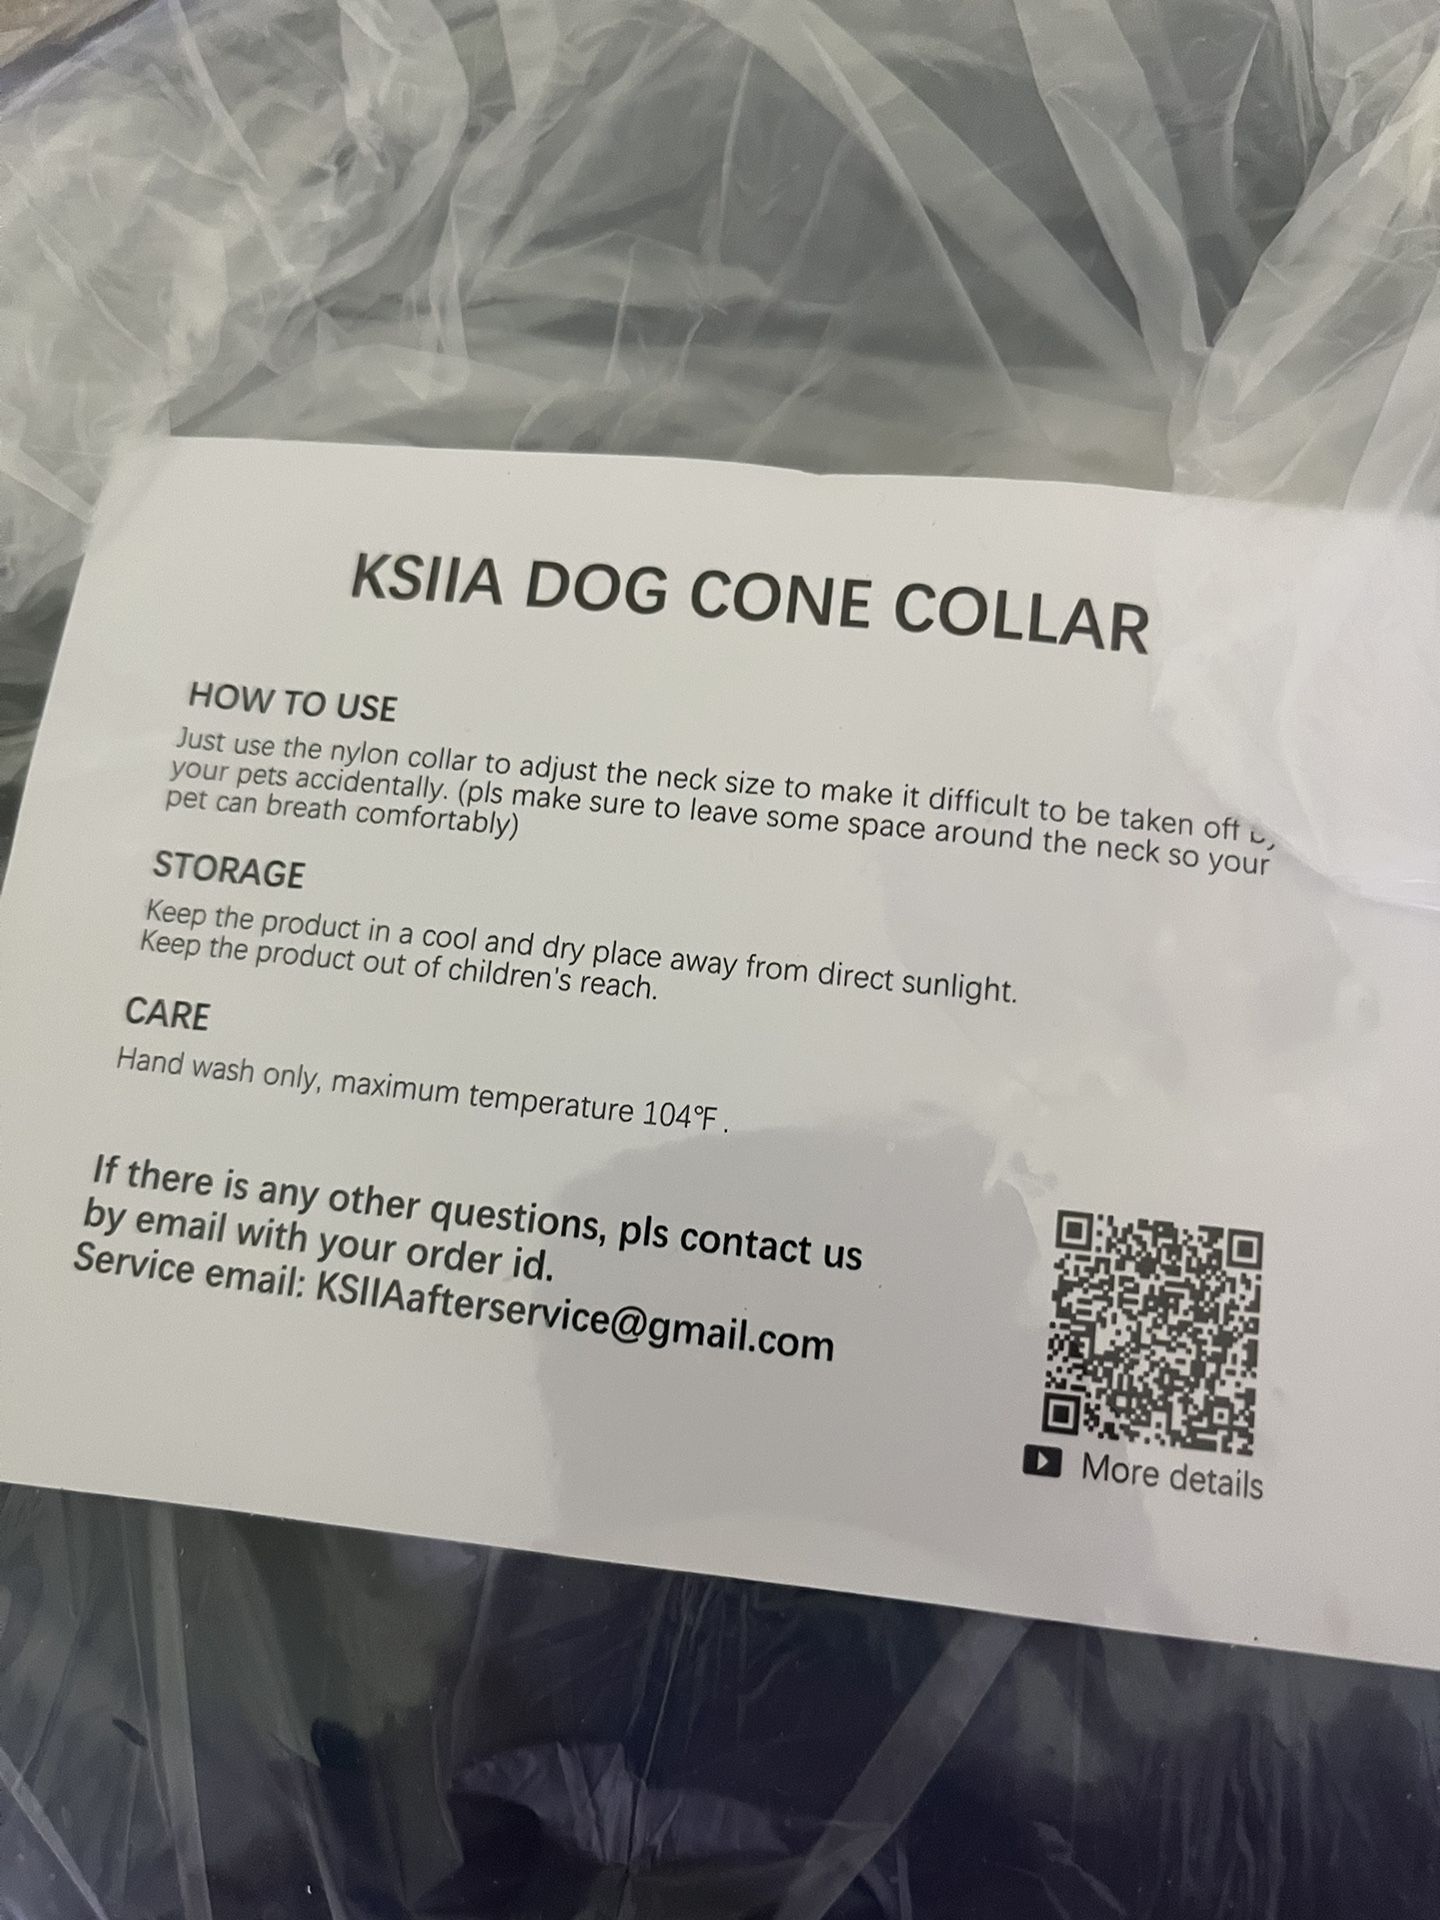 KSIIA DOG CONE COLLAR
HOW TO USE
Just use the nylon collar to adjust the neck size to make it difficult to be taken off
your pets accidentally. (pls make sure to leave some space around the neck so your
pet can breath comfortably)
STORAGE
Keep the product in a cool and dry place away from direct sunlight.
Keep the product out of children's reach.
CARE
Hand wash only, maximum temperature 104°F .
If there is any other questions, pls contact us
by email with your order id.
Service email: KSIIAafterservice@gmail.com
More details